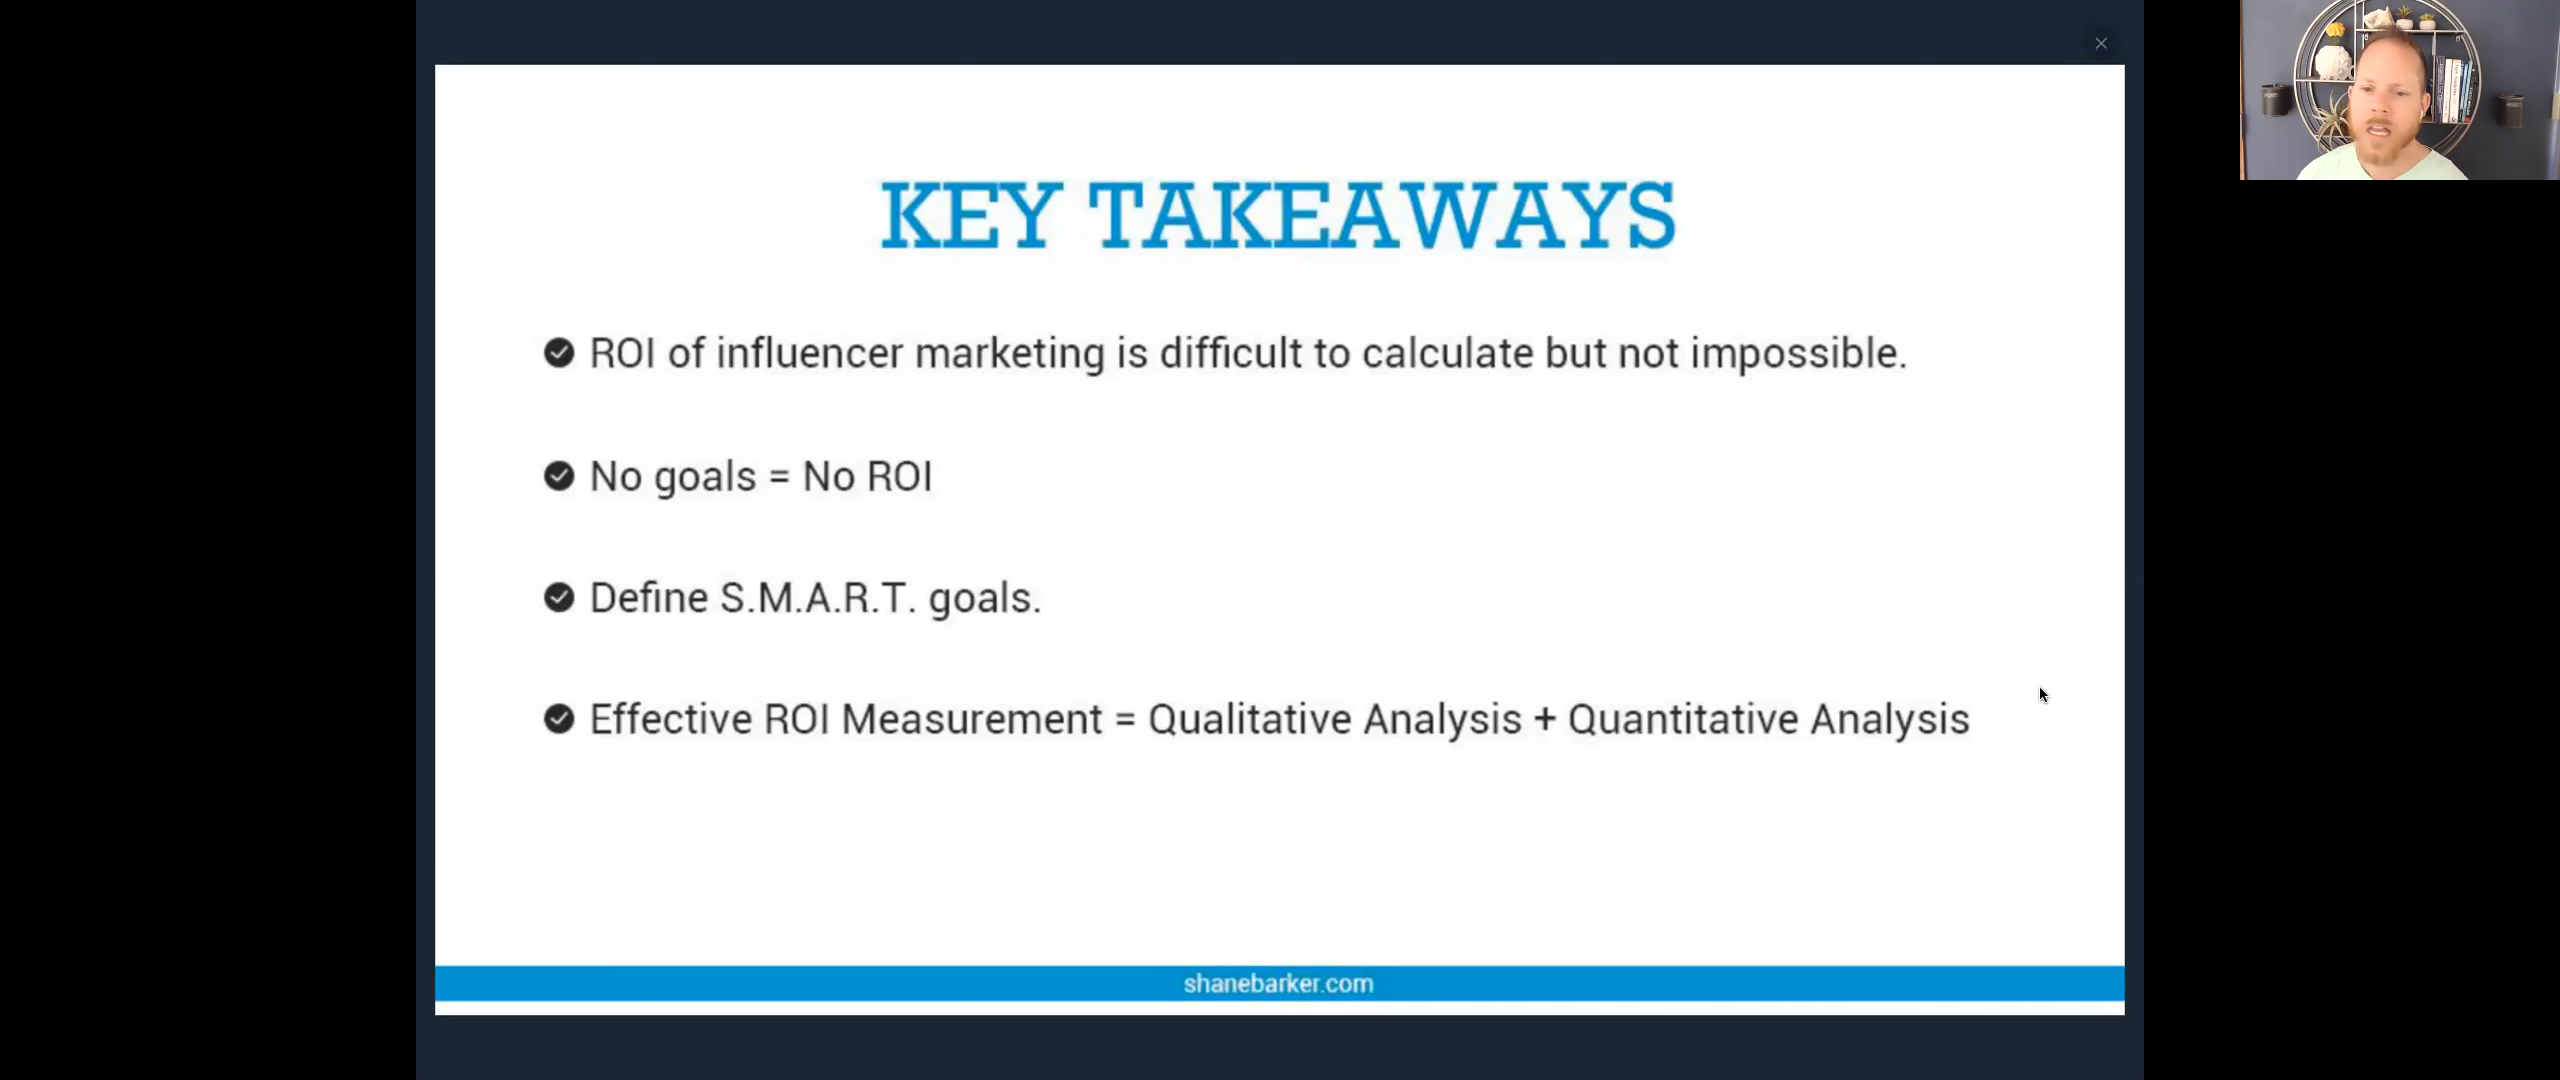 KEY TAKEAWAYS
ROI of influencer marketing is difficult to calculate but not impossible.
No goals = No ROI
Define S.M.A.R.T. goals.
Effective ROI Measurement = Qualitative Analysis + Quantitative Analysis
shanebarker.com